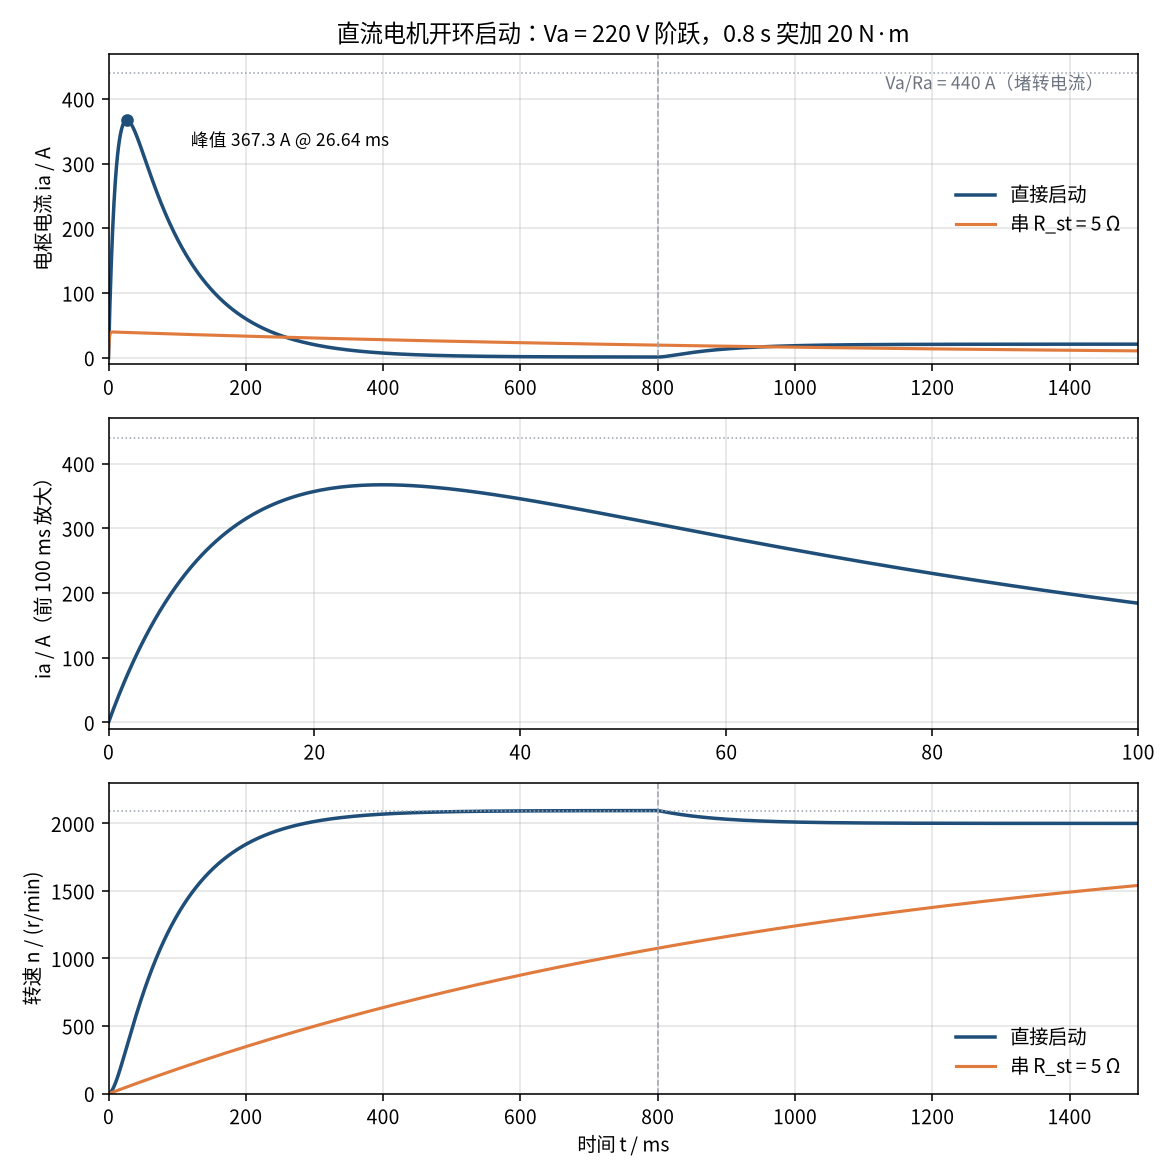 直流电机开环启动：Va = 220 V 阶跃，0.8 s 突加 20 N·m
电枢电流 ia / A
400
300
200
100
0
Va/Ra = 440 A（堵转电流）
峰值 367.3 A @ 26.64 ms
直接启动
串 R_st = 5 Ω
0 200 400 600 800 1000 1200 1400
ia / A（前 100 ms 放大）
400
300
200
100
0
0 20 40 60 80 100
转速 n / (r/min)
2000
1500
1000
500
0
直接启动
串 R_st = 5 Ω
0 200 400 600 800 1000 1200 1400
时间 t / ms